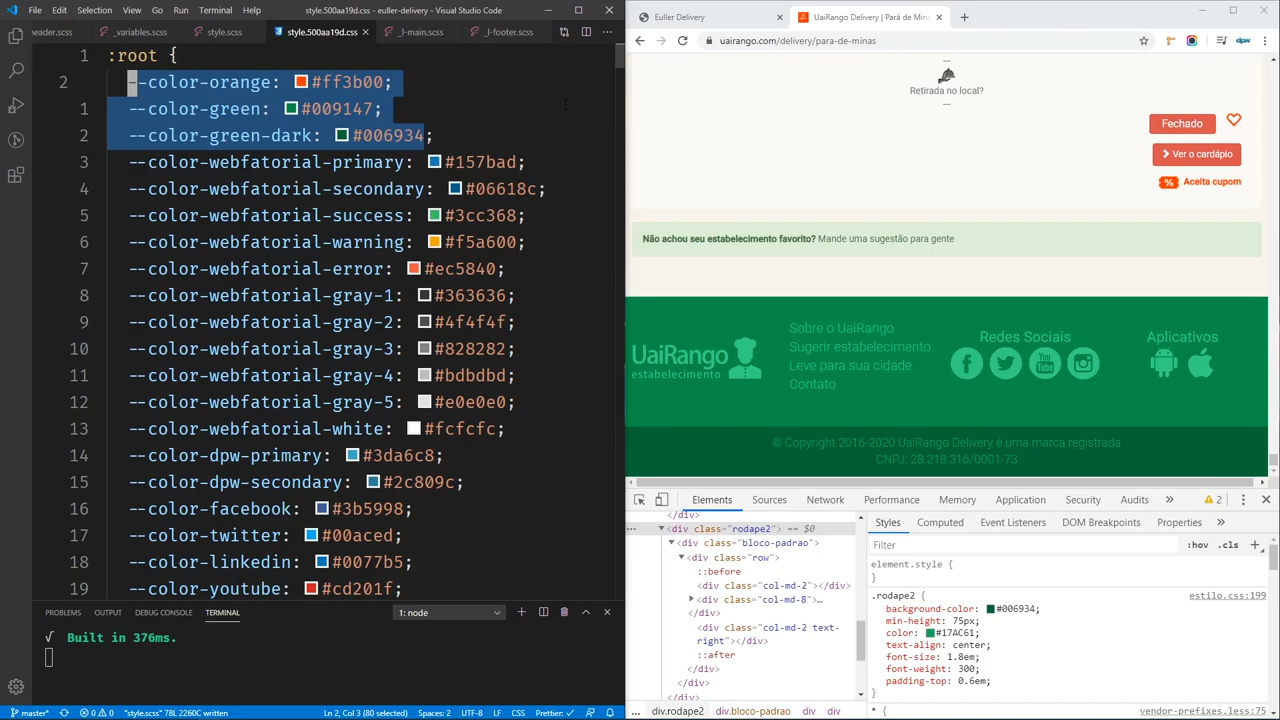 File Edit Selection View Go Run Terminal
style.500aa19d.css - euller-delivery - Visual Studio Code
eader.scss _variables.scss style.scss style.500aa19d.css × _l-main.scss _l-footer.scss
1 :root {
2 --color-orange: #ff3b00;
1 --color-green: #009147;
2 --color-green-dark: #006934;
3 --color-webfatorial-primary: #157bad;
4 --color-webfatorial-secondary: #06618c;
5 --color-webfatorial-success: #3cc368;
6 --color-webfatorial-warning: #f5a600;
7 --color-webfatorial-error: #ec5840;
8 --color-webfatorial-gray-1: #363636;
9 --color-webfatorial-gray-2: #4f4f4f;
10 --color-webfatorial-gray-3: #828282;
11 --color-webfatorial-gray-4: #bdbdbd;
12 --color-webfatorial-gray-5: #e0e0e0;
13 --color-webfatorial-white: #fcfcfc;
14 --color-dpw-primary: #3da6c8;
15 --color-dpw-secondary: #2c809c;
16 --color-facebook: #3b5998;
17 --color-twitter: #00aced;
18 --color-linkedin: #0077b5;
19 --color-youtube: #cd201f;
PROBLEMS OUTPUT DEBUG CONSOLE TERMINAL
1: node
√ Built in 376ms.
master* 0 0 "style.scss" 78L 2260C written
Ln 2, Col 3 (80 selected) Spaces: 2 UTF-8 LF CSS Prettier: ✓
Euller Delivery ×
UaiRango Delivery | Pará de Mina ×
uairango.com/delivery/para-de-minas
dpw
Retirada no local?
Fechado
Ver o cardápio
% Aceita cupom
Não achou seu estabelecimento favorito? Mande uma sugestão para gente
UaiRango
estabelecimento
Sobre o UaiRango
Sugerir estabelecimento
Leve para sua cidade
Contato
Redes Sociais
You Tube
Aplicativos
© Copyright 2016-2020 UaiRango Delivery é uma marca registrada
CNPJ: 28.218.316/0001-73
Elements Sources Network Performance Memory Application Security Audits » 2
</div>
<div class="rodape2"> == $0
<div class="bloco-padrao">
<div class="row">
::before
<div class="col-md-2"></div>
<div class="col-md-8">…
</div>
<div class="col-md-2 text-
right"></div>
::after
</div>
</div>
</div>
… div.rodape2 div.bloco-padrao div div
Styles Computed Event Listeners DOM Breakpoints Properties »
Filter :hov .cls +
element.style {
}
.rodape2 { estilo.css:199
background-color: #006934;
min-height: 75px;
color: #17AC61;
text-align: center;
font-size: 1.8em;
font-weight: 300;
padding-top: 0.6em;
}
* { vendor-prefixes.less:75